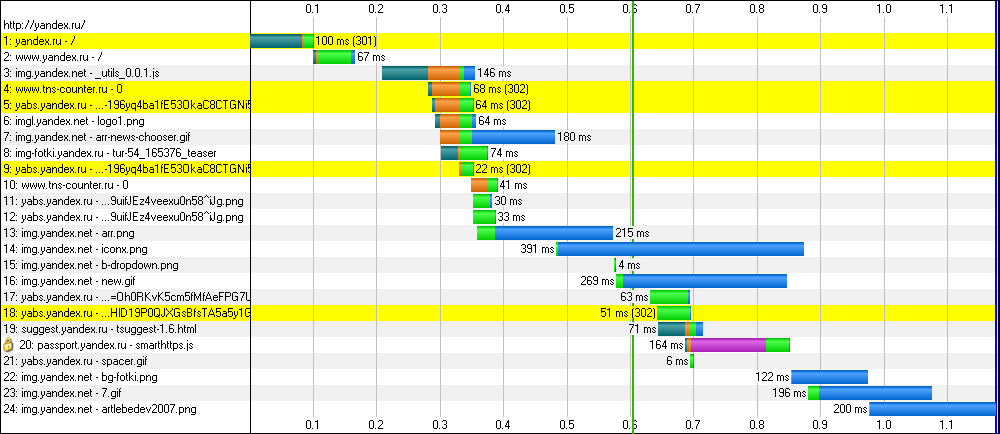 0.1 0.2 0.3 0.4 0.5 0.6 0.7 0.8 0.9 1.0 1.1
http://yandex.ru/
1: yandex.ru - / 100 ms (301)
2: www.yandex.ru - / 67 ms
3: img.yandex.net - _utils_0.0.1.js 146 ms
4: www.tns-counter.ru - 0 68 ms (302)
5: yabs.yandex.ru - ...-196yq4ba1fE53OkaC8CTGNi5 64 ms (302)
6: imgl.yandex.net - logo1.png 64 ms
7: img.yandex.net - arr-news-chooser.gif 180 ms
8: img-fotki.yandex.ru - tur-54_165376_teaser 74 ms
9: yabs.yandex.ru - ...-196yq4ba1fE53OkaC8CTGNi5 22 ms (302)
10: www.tns-counter.ru - 0 41 ms
11: yabs.yandex.ru - ...9uifJEz4veexu0n58^iJg.png 30 ms
12: yabs.yandex.ru - ...9uifJEz4veexu0n58^iJg.png 33 ms
13: img.yandex.net - arr.png 215 ms
14: img.yandex.net - iconx.png 391 ms
15: img.yandex.net - b-dropdown.png 4 ms
16: img.yandex.net - new.gif 269 ms
17: yabs.yandex.ru - ...=Oh0RKvK5cm5fMfAeFPG7L 63 ms
18: yabs.yandex.ru - ...HID19P0QJXGsBfsTA5a5y1G 51 ms (302)
19: suggest.yandex.ru - tsuggest-1.6.html 71 ms
20: passport.yandex.ru - smarthttps.js 164 ms
21: yabs.yandex.ru - spacer.gif 6 ms
22: img.yandex.net - bg-fotki.png 122 ms
23: img.yandex.net - 7.gif 196 ms
24: img.yandex.net - artlebedev2007.png 200 ms
0.1 0.2 0.3 0.4 0.5 0.6 0.7 0.8 0.9 1.0 1.1